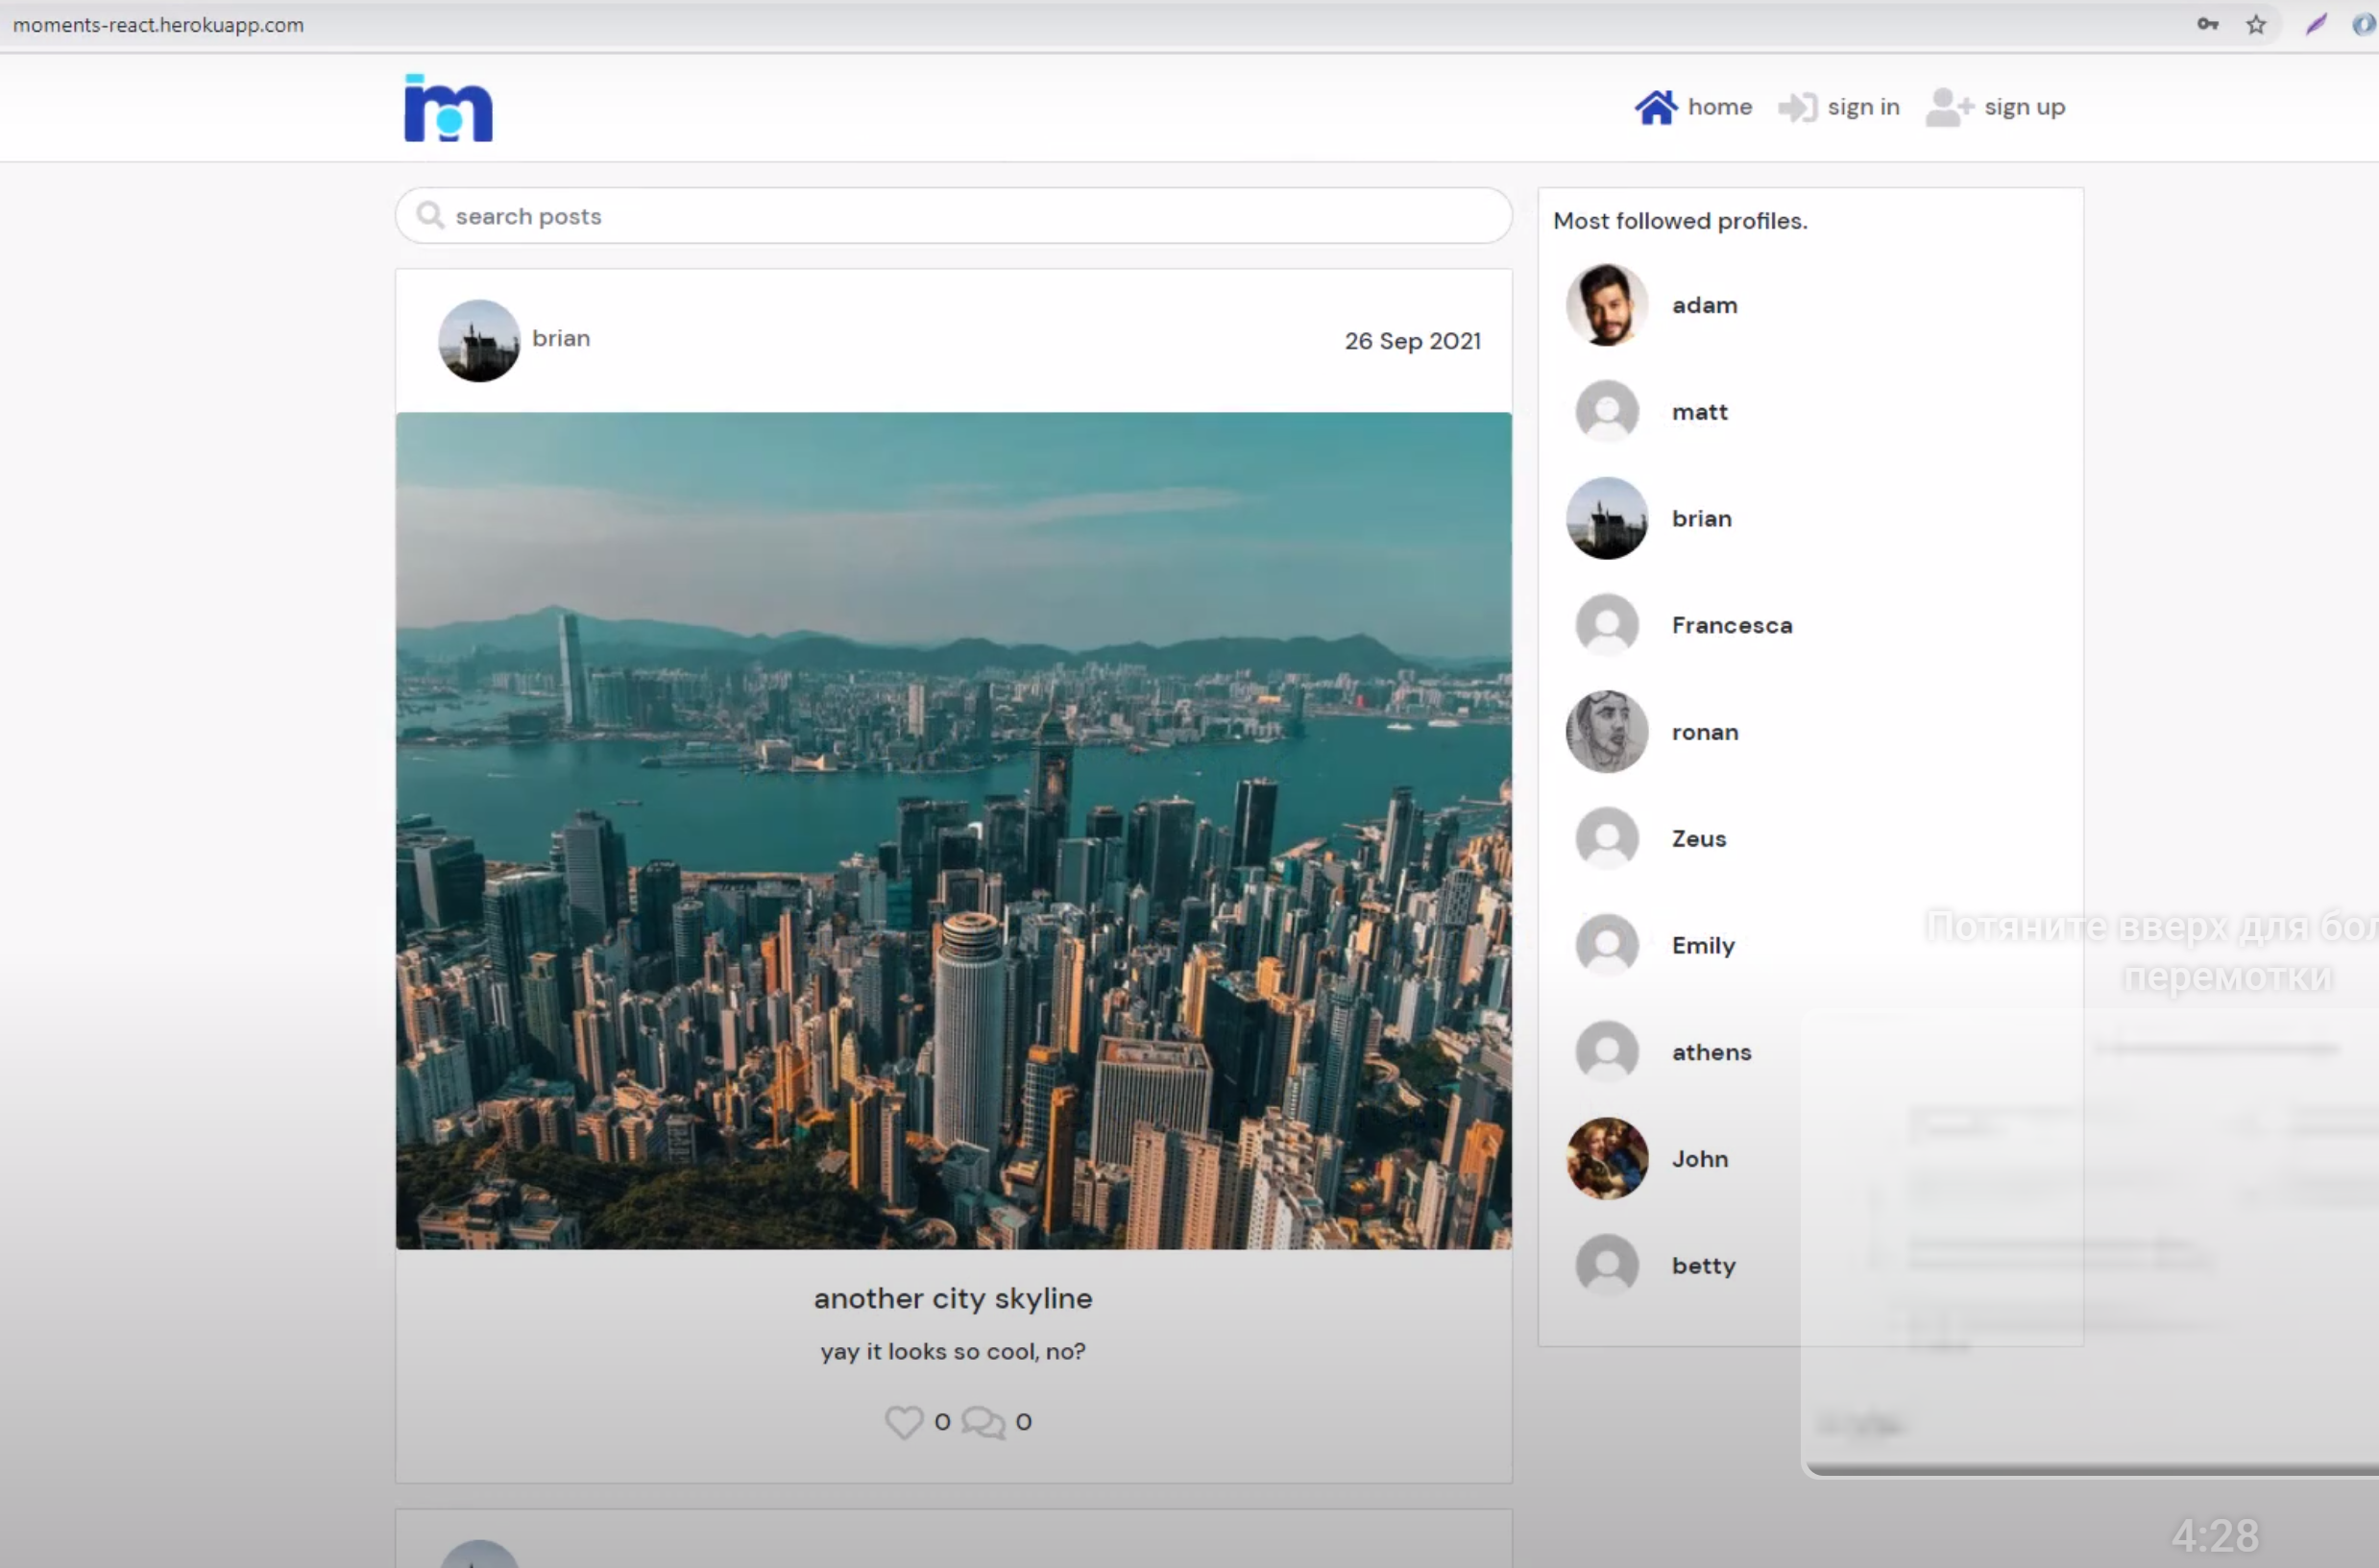 moments-react.herokuapp.com
home
sign in
sign up
search posts
brian
26 Sep 2021
another city skyline
yay it looks so cool, no?
0
0
Most followed profiles.
adam
matt
brian
Francesca
ronan
Zeus
Emily
athens
John
betty
Потяните вверх для
перемотки
4:28